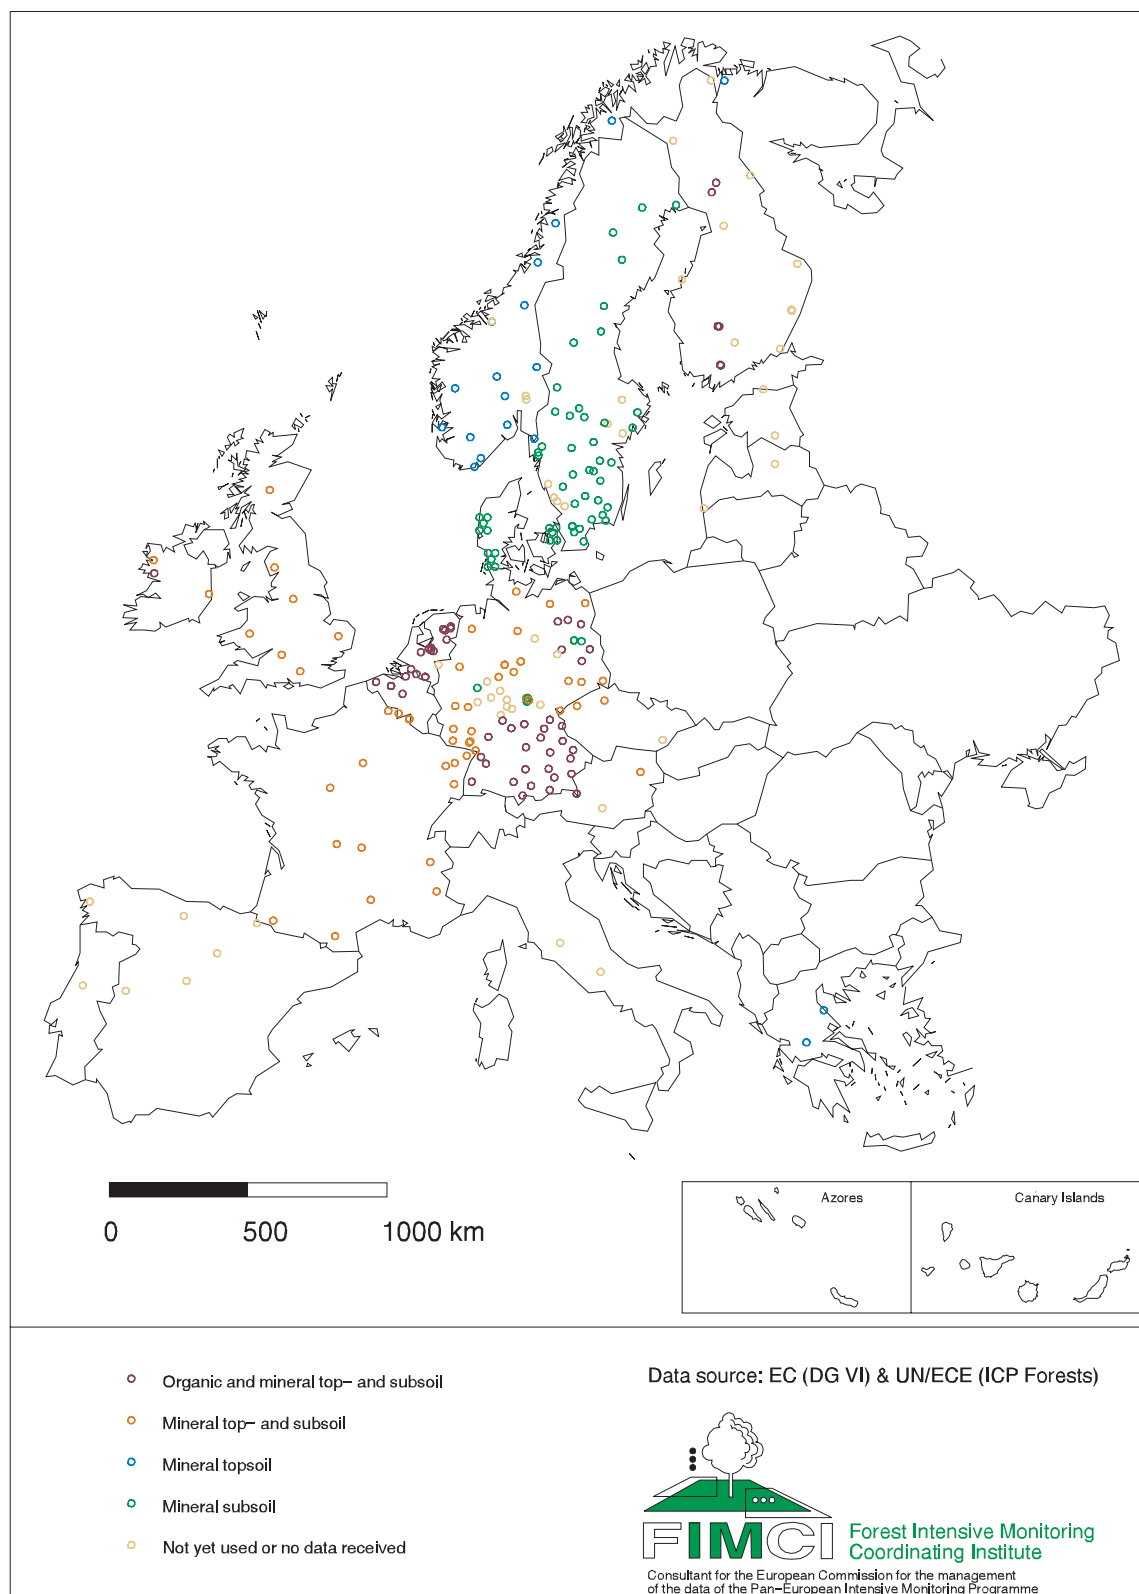 Azores
Canary Islands
0
500
1000 km
Organic and mineral top– and subsoil
Mineral top– and subsoil
Mineral topsoil
Mineral subsoil
Not yet used or no data received
Data source: EC (DG VI) & UN/ECE (ICP Forests)
FIMCI
Forest Intensive Monitoring
Coordinating Institute
Consultant for the European Commission for the management
of the data of the Pan–European Intensive Monitoring Programme